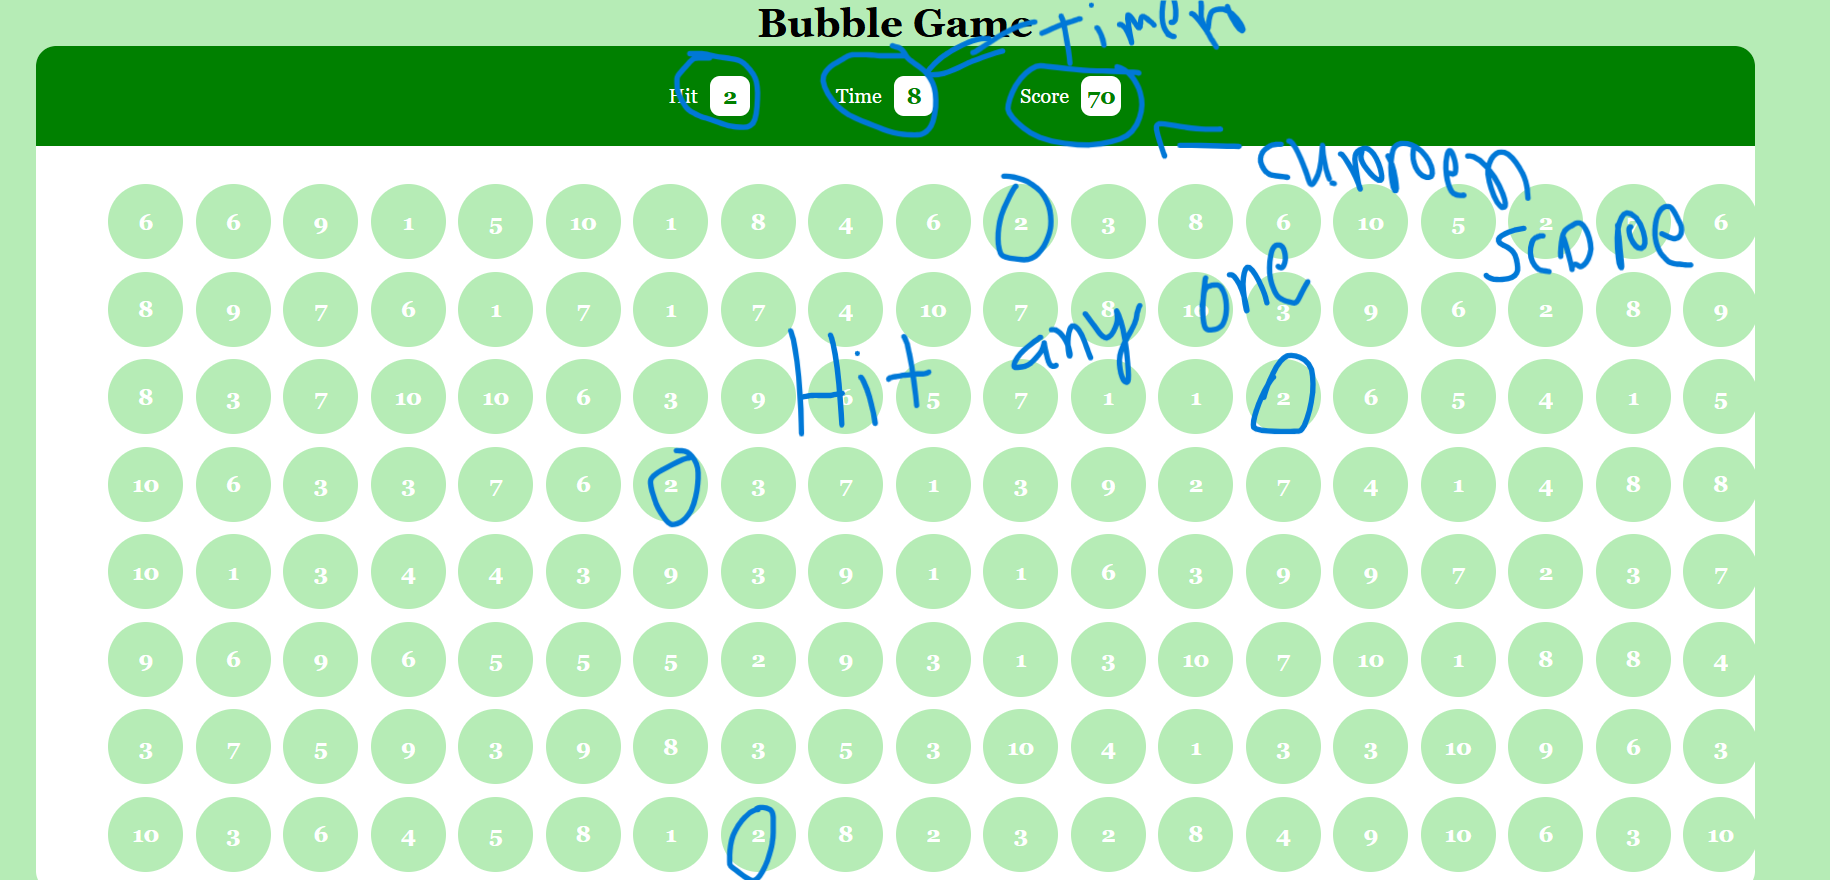 Bubble Game
Timer
Hit 2 Time 8 Score 70
6 6 9 1 5 10 1 8 4 6 2 3 8 6 10 5 2 6
score
8 9 7 6 1 7 1 7 4 10 7 8 10 3 9 6 2 8 9
Hit any one
8 3 7 10 10 6 3 9 6 5 7 1 1 2 6 5 4 1 5
10 6 3 3 7 6 2 3 7 1 3 9 2 7 4 1 4 8 8
10 1 3 4 4 3 9 3 9 1 1 6 3 9 9 7 2 3 7
9 6 9 6 5 5 5 2 9 3 1 3 10 7 10 1 8 8 4
3 7 5 9 3 9 8 3 5 3 10 4 1 3 3 10 9 6 3
10 3 6 4 5 8 1 2 8 2 3 2 8 4 9 10 6 3 10